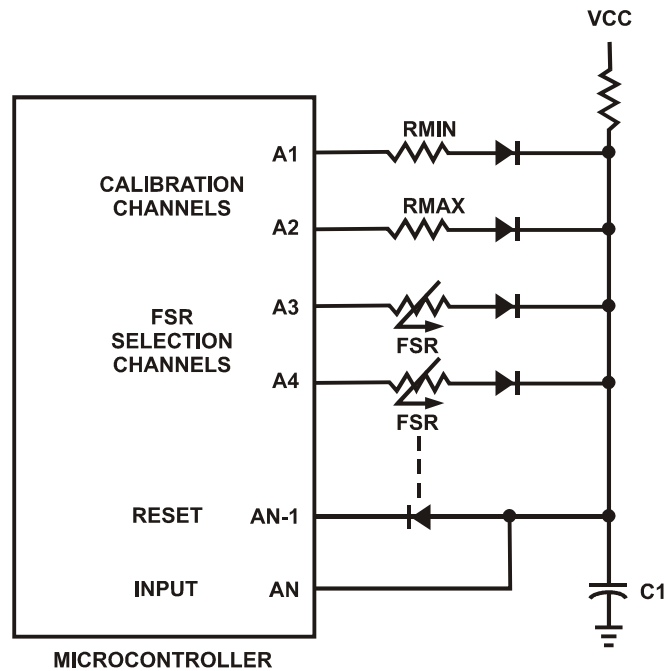 VCC
RMIN
A1
CALIBRATION
CHANNELS
RMAX
A2
A3
FSR
SELECTION
CHANNELS
FSR
A4
FSR
RESET
AN-1
INPUT
AN
C1
MICROCONTROLLER